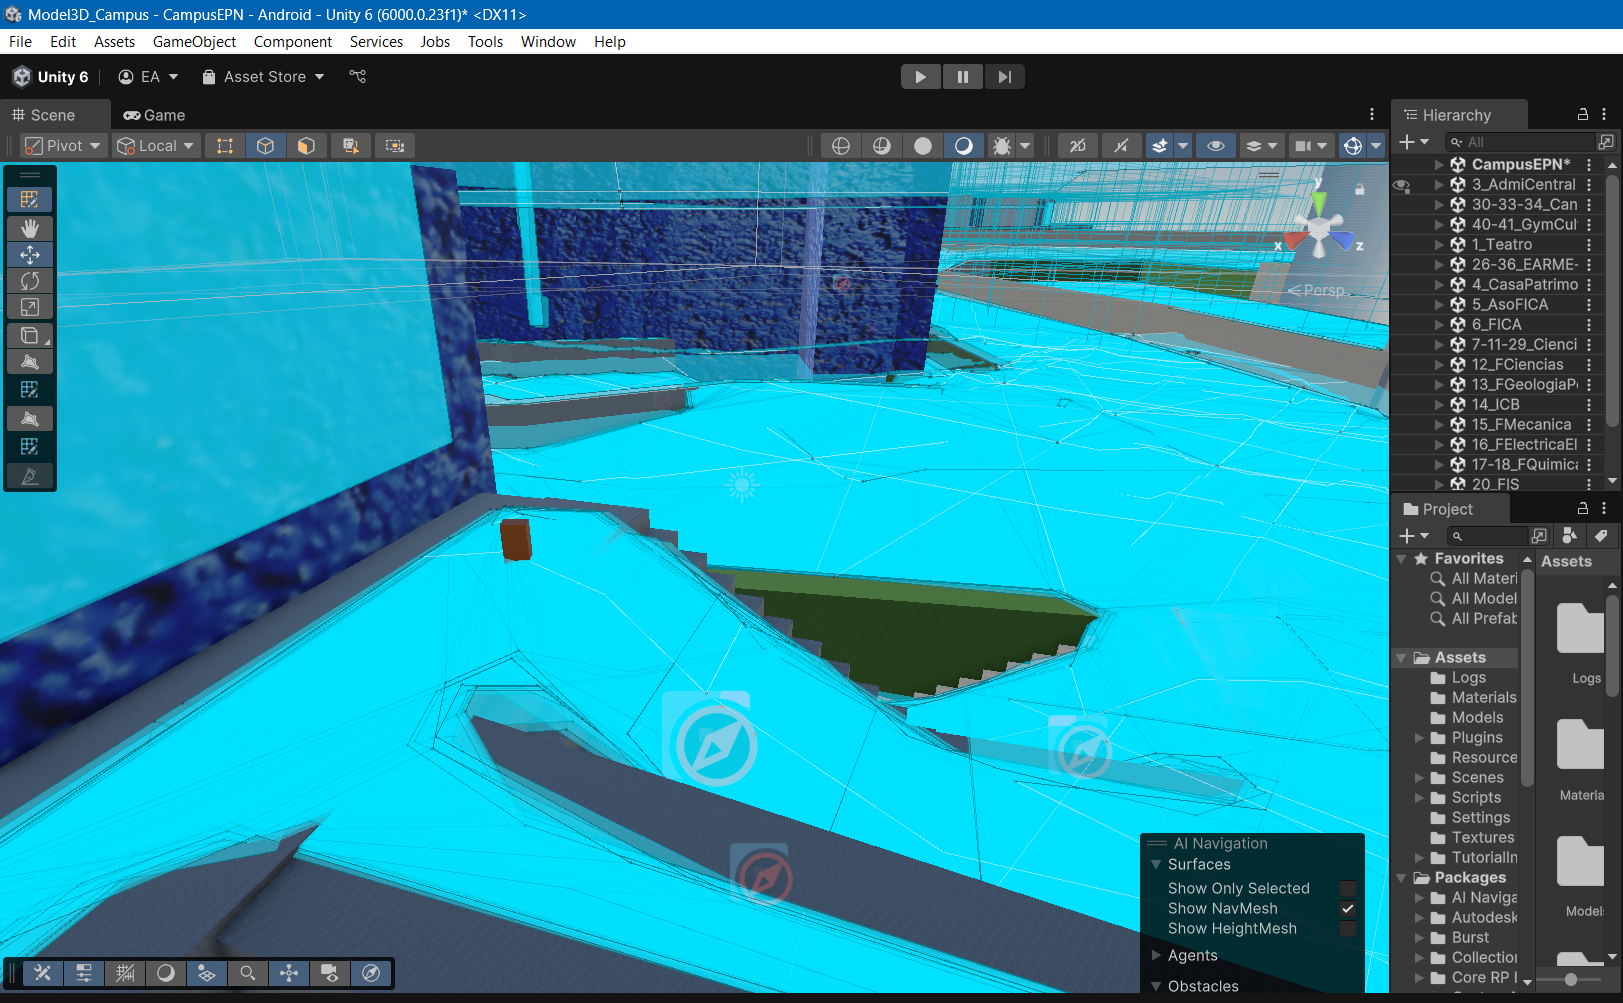 Model3D_Campus - CampusEPN - Android - Unity 6 (6000.0.23f1)* <DX11>
File Edit Assets GameObject Component Services Jobs Tools Window Help
Unity 6 EA Asset Store
Scene Game
Pivot Local 2D
y
x z
Persp
Hierarchy
All
CampusEPN*
3_AdmiCentral
30-33-34_Can
40-41_GymCul
1_Teatro
26-36_EARME-
4_CasaPatrimo
5_AsoFICA
6_FICA
7-11-29_Cienci
12_FCiencias
13_FGeologiaP
14_ICB
15_FMecanica
16_FElectricaEl
17-18_FQuimica
20_FIS
Project
Favorites
All Materi
All Model
All Prefab
Assets
Logs
Materials
Models
Plugins
Resource
Scenes
Scripts
Settings
Textures
TutorialIn
Packages
AI Naviga
Autodesk
Burst
Collection
Core RP L
Assets
Logs
Materia
Models
AI Navigation
Surfaces
Show Only Selected
Show NavMesh
Show HeightMesh
Agents
Obstacles